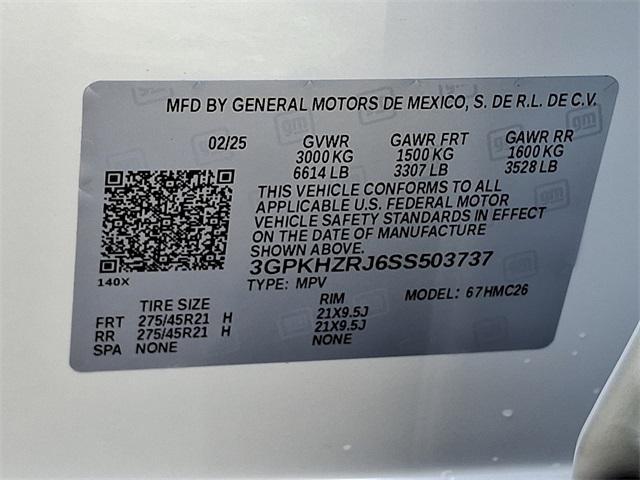 MFD BY GENERAL MOTORS DE MEXICO, S. DE R.L. DE C.V.
02/25 GVWR GAWR FRT GAWR RR
3000 KG 1500 KG 1600 KG
6614 LB 3307 LB 3528 LB
THIS VEHICLE CONFORMS TO ALL
APPLICABLE U.S. FEDERAL MOTOR
VEHICLE SAFETY STANDARDS IN EFFECT
ON THE DATE OF MANUFACTURE
SHOWN ABOVE.
3GPKHZRJ6SS503737
140X
TYPE: MPV MODEL: 67HMC26
TIRE SIZE RIM
FRT 275/45R21 H 21X9.5J
RR 275/45R21 H 21X9.5J
SPA NONE NONE
gm